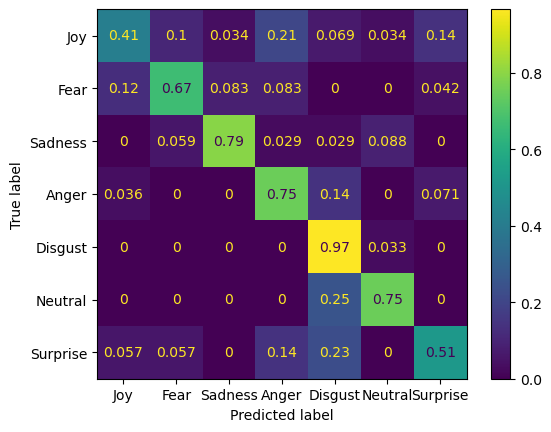 Joy 0.41 0.1 0.034 0.21 0.069 0.034 0.14
0.8
Fear 0.12 0.67 0.083 0.083 0 0 0.042
Sadness 0 0.059 0.79 0.029 0.029 0.088 0
0.6
Anger 0.036 0 0 0.75 0.14 0 0.071
True label
0.4
Disgust 0 0 0 0 0.97 0.033 0
Neutral 0 0 0 0 0.25 0.75 0
0.2
Surprise 0.057 0.057 0 0.14 0.23 0 0.51
0.0
Joy Fear Sadness Anger Disgust Neutral Surprise
Predicted label